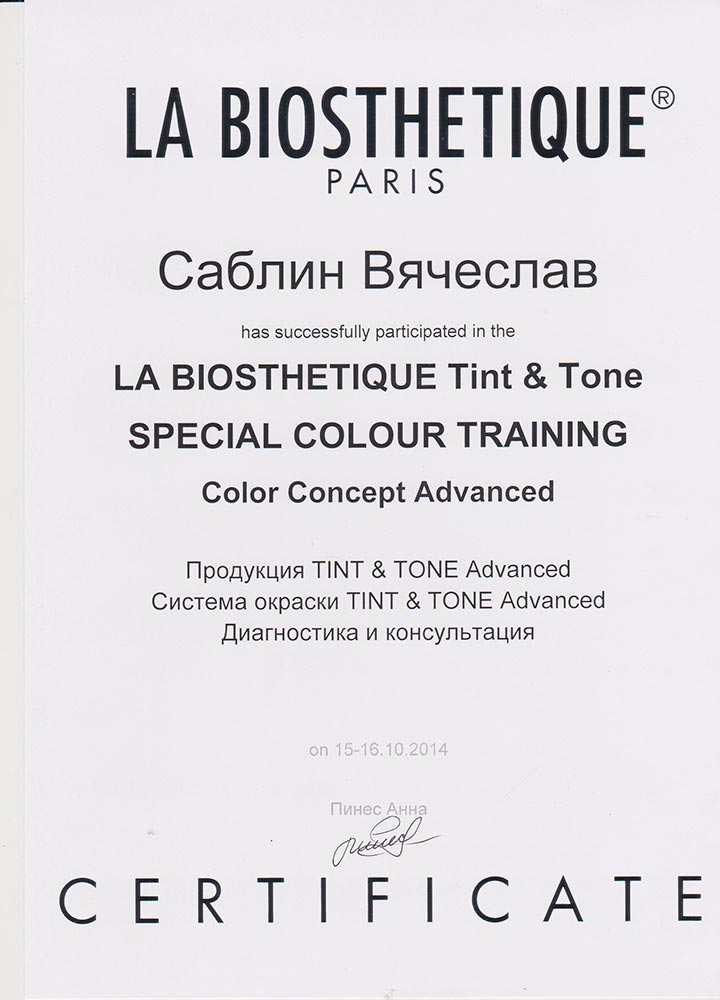 LA BIOSTHETIQUE®
PARIS
Саблин Вячеслав
has successfully participated in the
LA BIOSTHETIQUE Tint & Tone
SPECIAL COLOUR TRAINING
Color Concept Advanced
Продукция TINT & TONE Advanced
Система окраски TINT & TONE Advanced
Диагностика и консультация
on 15-16.10.2014
Пинес Анна
CERTIFICATE